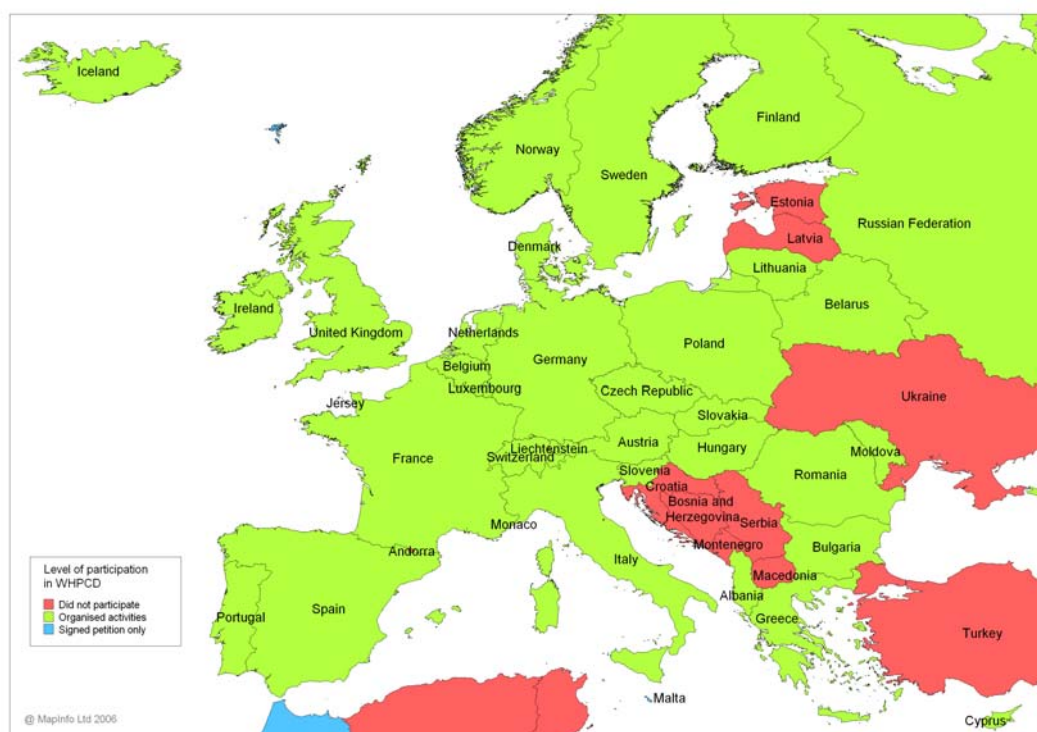 Iceland
Finland
Norway
Sweden
Estonia
Russian Federation
Latvia
Denmark
Lithuania
Belarus
Ireland
United Kingdom
Netherlands
Poland
Germany
Belgium
Czech Republic
Luxembourg
Ukraine
Jersey
Slovakia
Austria
Hungary
Liechtenstein
Moldova
France
Switzerland
Slovenia
Romania
Croatia
Bosnia and
Herzegovina
Serbia
Monaco
Montenegro
Bulgaria
Andorra
Italy
Macedonia
Albania
Level of participation
in WHPCD
Did not participate
Organised activities
Signed petition only
Portugal
Spain
Greece
Turkey
Malta
Cyprus
@ MapInfo Ltd 2006